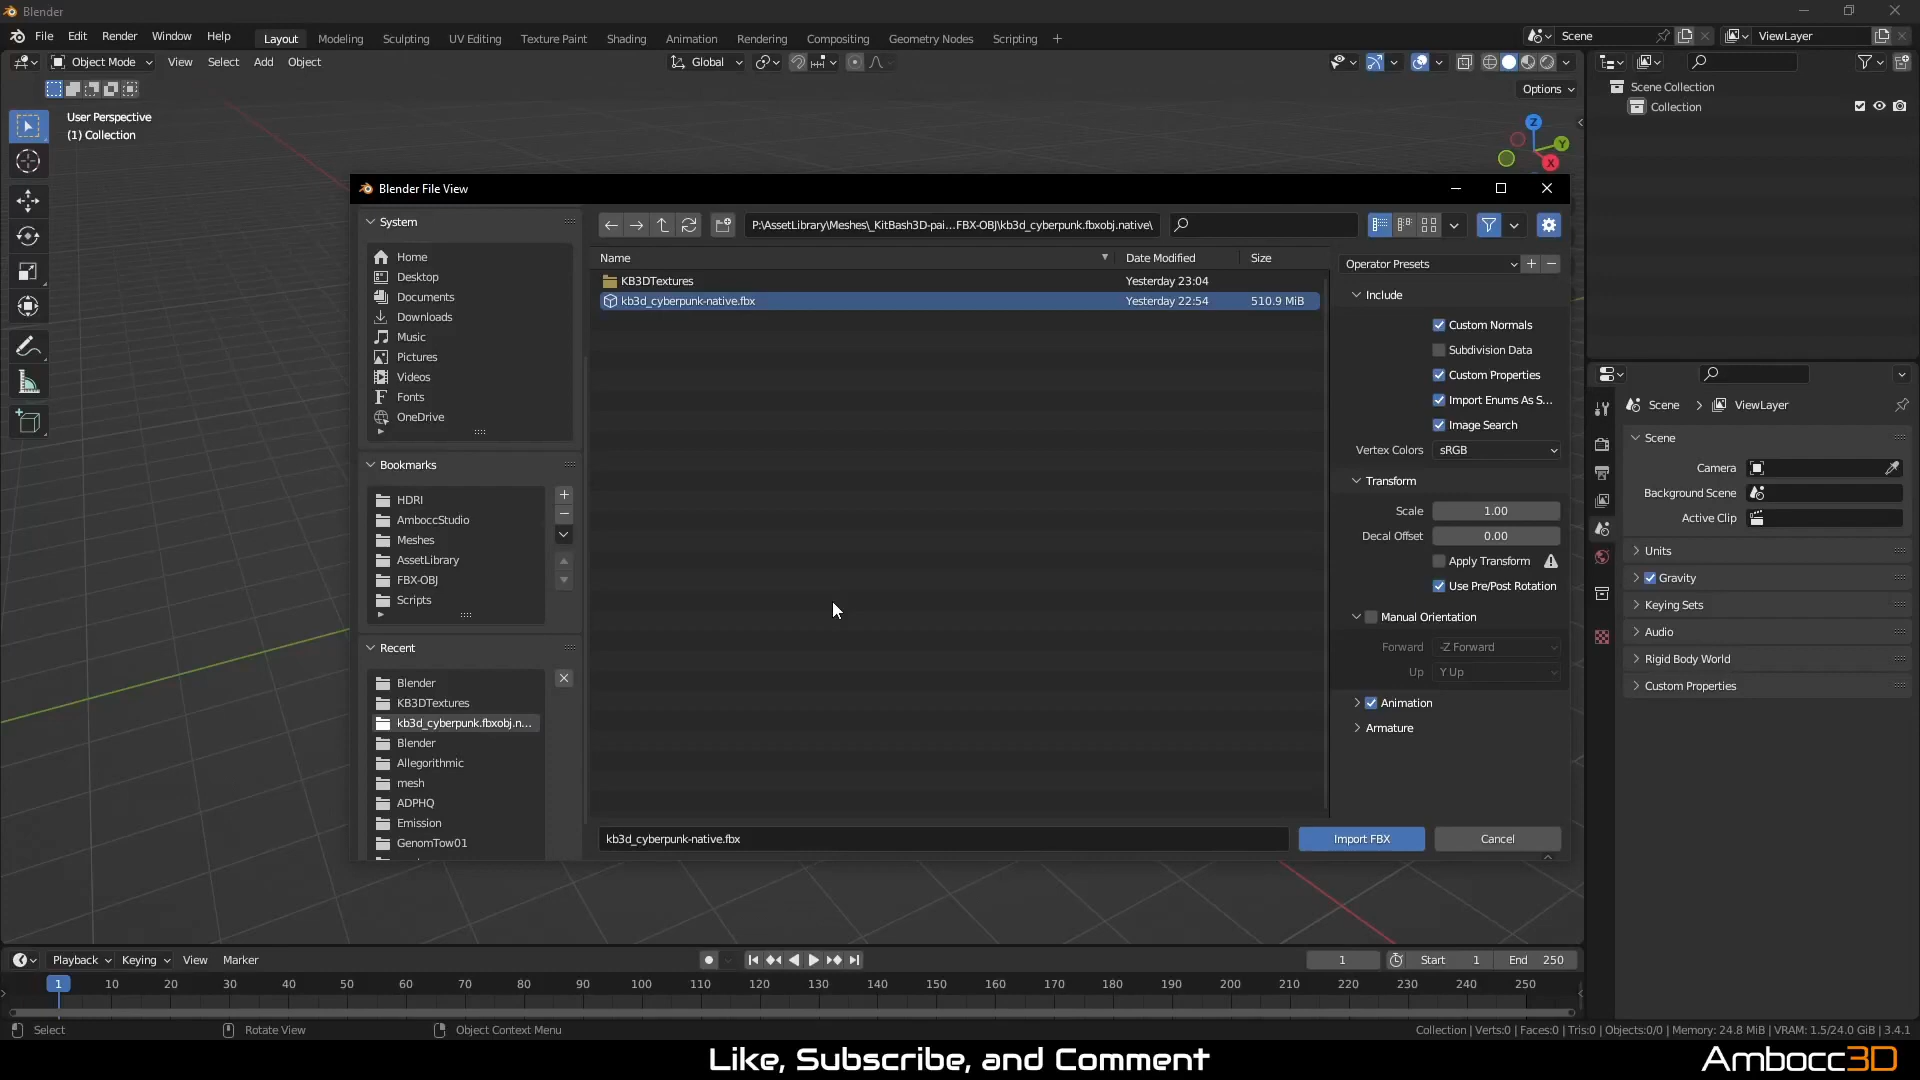 Blender
File Edit Render Window Help
Layout Modeling Sculpting UV Editing Texture Paint Shading Animation Rendering Compositing Geometry Nodes Scripting +
Scene
ViewLayer
Object Mode View Select Add Object
Global
Options
User Perspective
(1) Collection
Z
Y
X
Scene Collection
Collection
Blender File View
System
Home
Desktop
Documents
Downloads
Music
Pictures
Videos
Fonts
OneDrive
Bookmarks
HDRI
AmboccStudio
Meshes
AssetLibrary
FBX-OBJ
Scripts
Recent
Blender
KB3DTextures
kb3d_cyberpunk.fbxobj.n...
Blender
Allegorithmic
mesh
ADPHQ
Emission
GenomTow01
P:\AssetLibrary\Meshes\_KitBash3D-pai...FBX-OBJ\kb3d_cyberpunk.fbxobj.native\
Name Date Modified Size
KB3DTextures Yesterday 23:04
kb3d_cyberpunk-native.fbx Yesterday 22:54 510.9 MiB
kb3d_cyberpunk-native.fbx
Operator Presets
Include
Custom Normals
Subdivision Data
Custom Properties
Import Enums As S...
Image Search
Vertex Colors sRGB
Transform
Scale 1.00
Decal Offset 0.00
Apply Transform
Use Pre/Post Rotation
Manual Orientation
Forward -Z Forward
Up Y Up
Animation
Armature
Import FBX Cancel
Scene > ViewLayer
Scene
Camera
Background Scene
Active Clip
Units
Gravity
Keying Sets
Audio
Rigid Body World
Custom Properties
Playback Keying View Marker
1 Start 1 End 250
1 10 20 30 40 50 60 70 80 90 100 110 120 130 140 150 160 170 180 190 200 210 220 230 240 250
Select Rotate View Object Context Menu
Collection | Verts:0 | Faces:0 | Tris:0 | Objects:0/0 | Memory: 24.8 MiB | VRAM: 1.5/24.0 GiB | 3.4.1
Like, Subscribe, and Comment
Ambocc3D